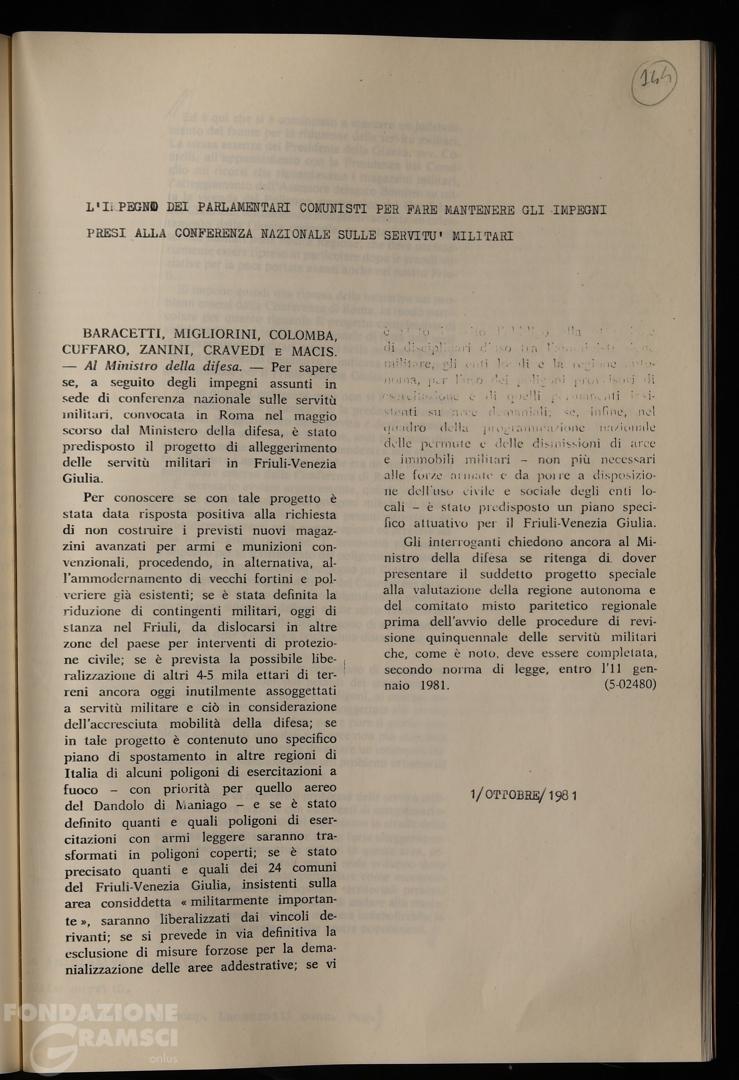 144
L'IMPEGNO DEI PARLAMENTARI COMUNISTI PER FARE MANTENERE GLI IMPEGNI
PRESI ALLA CONFERENZA NAZIONALE SULLE SERVITU' MILITARI
BARACETTI, MIGLIORINI, COLOMBA,
CUFFARO, ZANINI, CRAVEDI E MACIS.
— Al Ministro della difesa. — Per sapere
se, a seguito degli impegni assunti in
sede di conferenza nazionale sulle servitù
militari, convocata in Roma nel maggio
scorso dal Ministero della difesa, è stato
predisposto il progetto di alleggerimento
delle servitù militari in Friuli-Venezia
Giulia.
Per conoscere se con tale progetto è
stata data risposta positiva alla richiesta
di non costruire i previsti nuovi magaz-
zini avanzati per armi e munizioni con-
venzionali, procedendo, in alternativa, al-
l'ammodernamento di vecchi fortini e pol-
veriere già esistenti; se è stata definita la
riduzione di contingenti militari, oggi di
stanza nel Friuli, da dislocarsi in altre
zone del paese per interventi di protezio-
ne civile; se è prevista la possibile libe-
ralizzazione di altri 4-5 mila ettari di ter-
reni ancora oggi inutilmente assoggettati
a servitù militare e ciò in considerazione
dell'accresciuta mobilità della difesa; se
in tale progetto è contenuto uno specifico
piano di spostamento in altre regioni di
Italia di alcuni poligoni di esercitazioni a
fuoco – con priorità per quello aereo
del Dandolo di Maniago – e se è stato
definito quanti e quali poligoni di eser-
citazioni con armi leggere saranno tra-
sformati in poligoni coperti; se è stato
precisato quanti e quali dei 24 comuni
del Friuli-Venezia Giulia, insistenti sulla
area considdetta « militarmente importan-
te », saranno liberalizzati dai vincoli de-
rivanti; se si prevede in via definitiva la
esclusione di misure forzose per la dema-
nializzazione delle aree addestrative; se vi
è stato
di disciplinari d'uso tra l'amministrazione
militare, gli enti locali e la regione auto-
noma, per l'uso dei poligoni provvisori di
esercitazione e di quelli permanenti insi-
stenti su aree demaniali; se, infine, nel
quadro della programmazione nazionale
delle permute e delle dismissioni di aree
e immobili militari – non più necessari
alle forze armate e da porre a disposizio-
ne dell'uso civile e sociale degli enti lo-
cali – è stato predisposto un piano speci-
fico attuativo per il Friuli-Venezia Giulia.
Gli interroganti chiedono ancora al Mi-
nistro della difesa se ritenga di dover
presentare il suddetto progetto speciale
alla valutazione della regione autonoma e
del comitato misto paritetico regionale
prima dell'avvio delle procedure di revi-
sione quinquennale delle servitù militari
che, come è noto, deve essere completata,
secondo norma di legge, entro l'11 gen-
naio 1981. (5-02480)
1/OTTOBRE/1981
FONDAZIONE
GRAMSCI
onlus